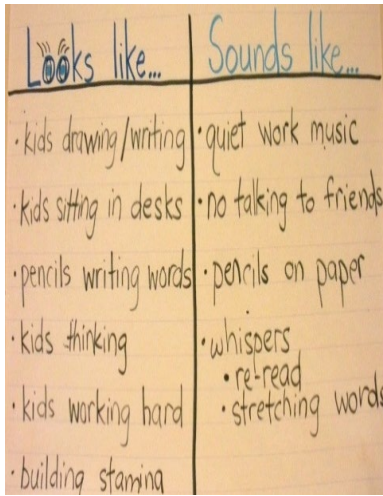 Looks like...
Sounds like...
· kids drawing/writing
· kids sitting in desks
· pencils writing words
· kids thinking
· kids working hard
· building stamina
· quiet work music
· no talking to friends
· pencils on paper
· whispers
· re-read
· stretching words